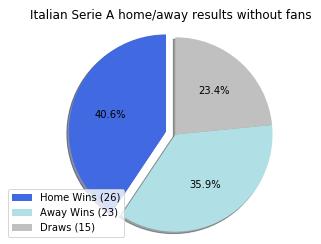 Italian Serie A home/away results without fans
23.4%
40.6%
35.9%
Home Wins (26)
Away Wins (23)
Draws (15)